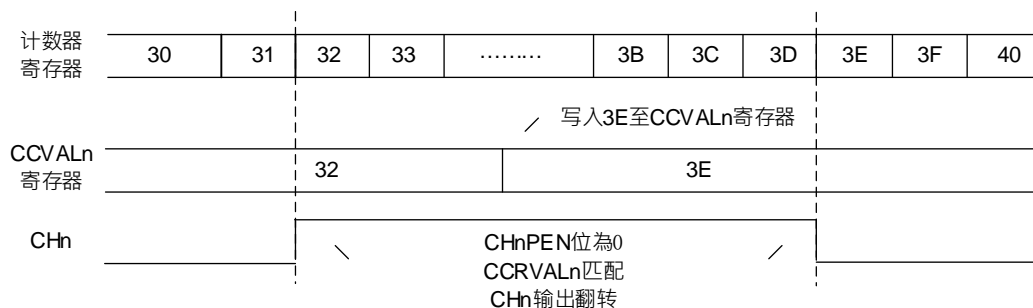 计数器
寄存器
30 31 32 33 ……… 3B 3C 3D 3E 3F 40
写入3E至CCVALn寄存器
CCVALn
寄存器
32 3E
CHn
CHnPEN位為0
CCRVALn匹配
CHn输出翻转